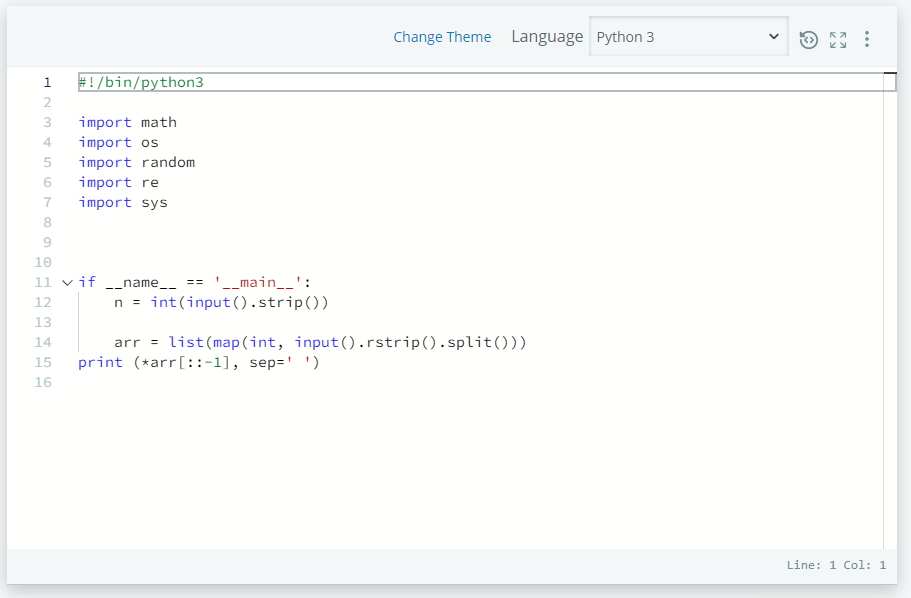 Change Theme Language Python 3
1 #!/bin/python3
2
3 import math
4 import os
5 import random
6 import re
7 import sys
8
9
10
11 if __name__ == '__main__':
12     n = int(input().strip())
13
14     arr = list(map(int, input().rstrip().split()))
15 print (*arr[::-1], sep=' ')
16
Line: 1 Col: 1